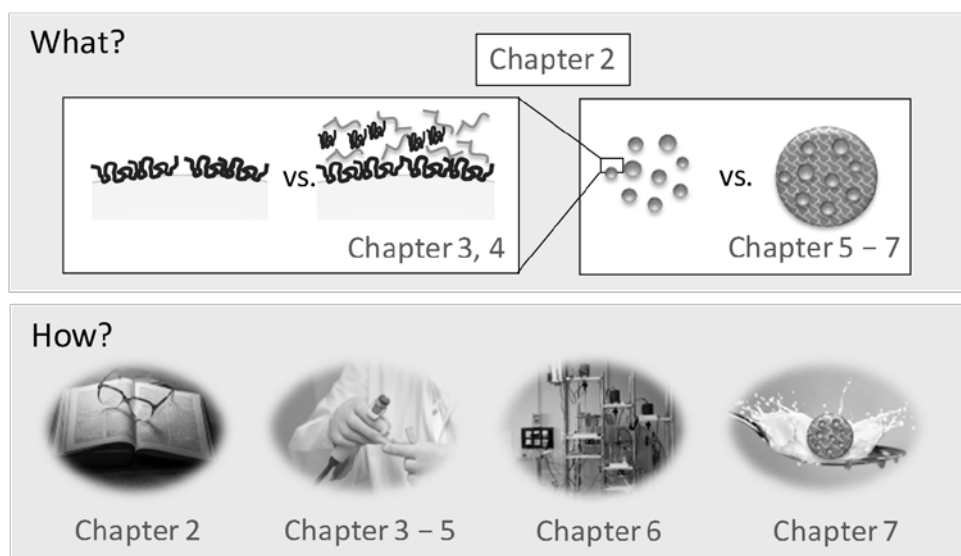 What?
Chapter 2
vs.
Chapter 3, 4
vs.
Chapter 5 – 7
How?
Chapter 2
Chapter 3 – 5
Chapter 6
Chapter 7